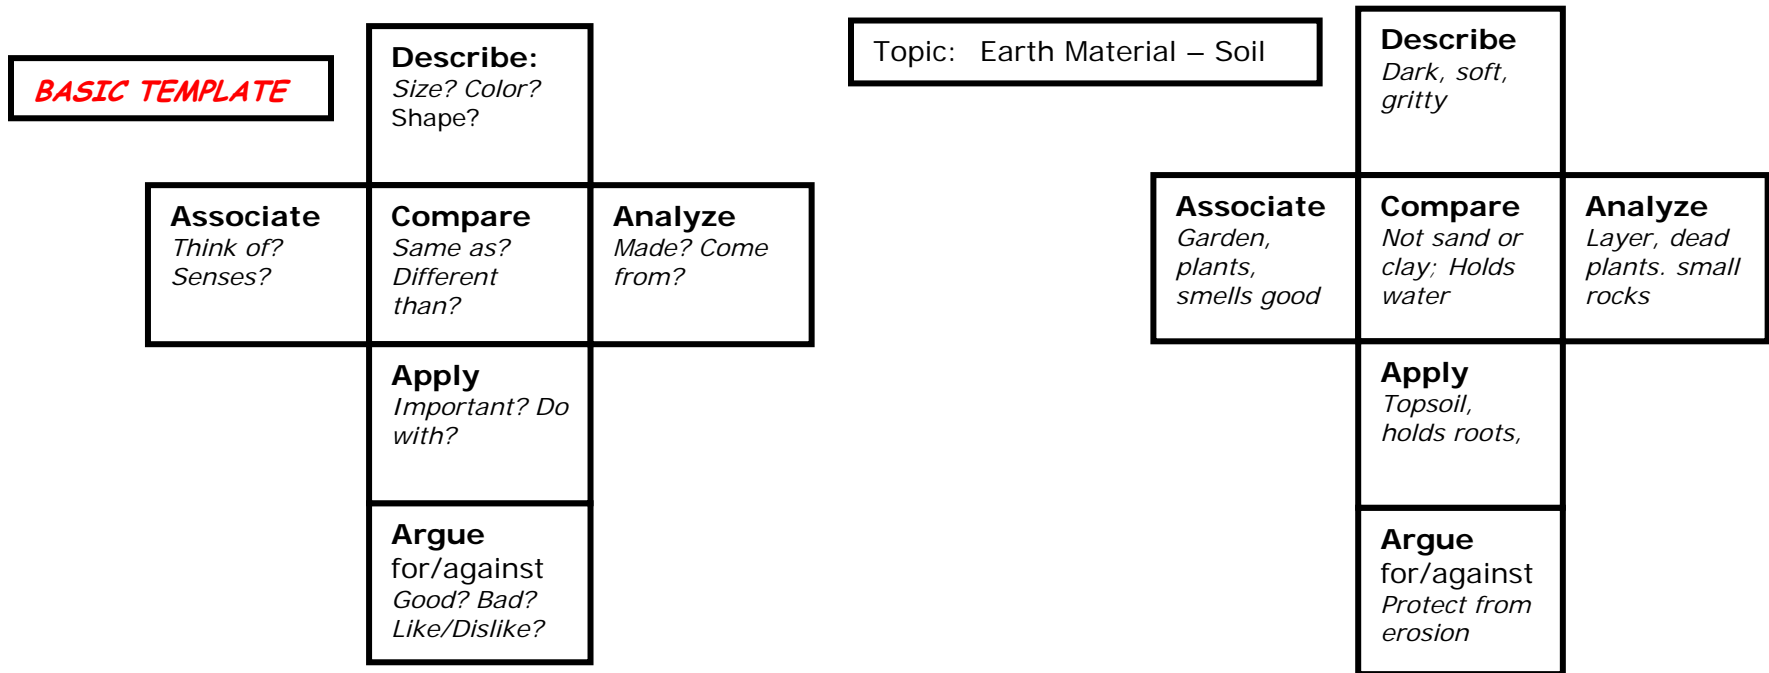 BASIC TEMPLATE
Describe:
Size? Color?
Shape?
Associate
Think of?
Senses?
Compare
Same as?
Different
than?
Analyze
Made? Come
from?
Apply
Important? Do
with?
Argue
for/against
Good? Bad?
Like/Dislike?
Topic: Earth Material – Soil
Describe
Dark, soft,
gritty
Associate
Garden,
plants,
smells good
Compare
Not sand or
clay; Holds
water
Analyze
Layer, dead
plants. small
rocks
Apply
Topsoil,
holds roots,
Argue
for/against
Protect from
erosion